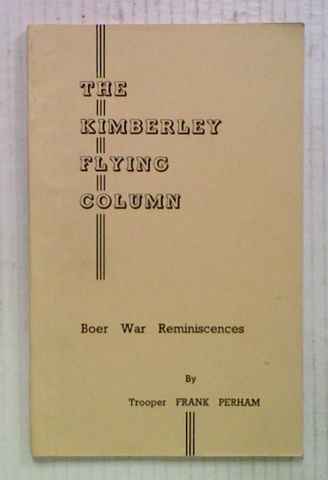 THE
KIMBERLEY
FLYING
COLUMN
Boer War Reminiscences
By
Trooper FRANK PERHAM